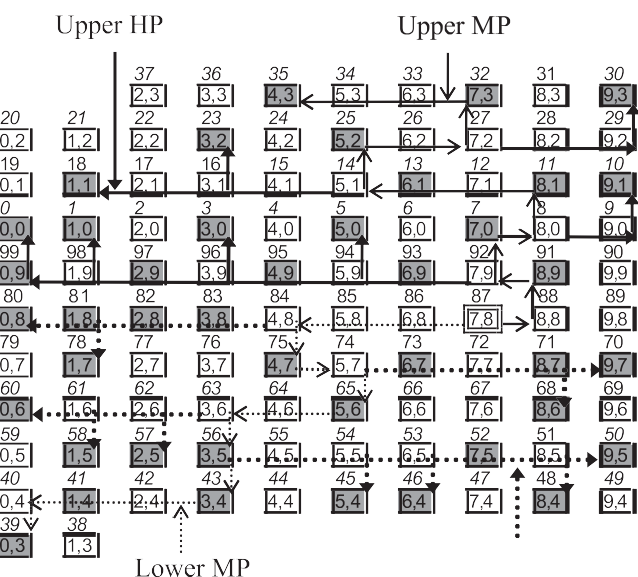 Upper HP Upper MP
37 36 35 34 33 32 31 30
2,3 3,3 4,3 5,3 6,3 7,3 8,3 9,3
20 21 22 23 24 25 26 27 28 29
0,2 1,2 2,2 3,2 4,2 5,2 6,2 7,2 8,2 9,2
19 18 17 16 15 14 13 12 11 10
0,1 1,1 2,1 3,1 4,1 5,1 6,1 7,1 8,1 9,1
0 1 2 3 4 5 6 7 8 9
0,0 1,0 2,0 3,0 4,0 5,0 6,0 7,0 8,0 9,0
99 98 97 96 95 94 93 92 91 90
0,9 1,9 2,9 3,9 4,9 5,9 6,9 7,9 8,9 9,9
80 81 82 83 84 85 86 87 88 89
0,8 1,8 2,8 3,8 4,8 5,8 6,8 7,8 8,8 9,8
79 78 77 76 75 74 73 72 71 70
0,7 1,7 2,7 3,7 4,7 5,7 6,7 7,7 8,7 9,7
60 61 62 63 64 65 66 67 68 69
0,6 1,6 2,6 3,6 4,6 5,6 6,6 7,6 8,6 9,6
59 58 57 56 55 54 53 52 51 50
0,5 1,5 2,5 3,5 4,5 5,5 6,5 7,5 8,5 9,5
40 41 42 43 44 45 46 47 48 49
0,4 1,4 2,4 3,4 4,4 5,4 6,4 7,4 8,4 9,4
39 38
0,3 1,3
Lower MP